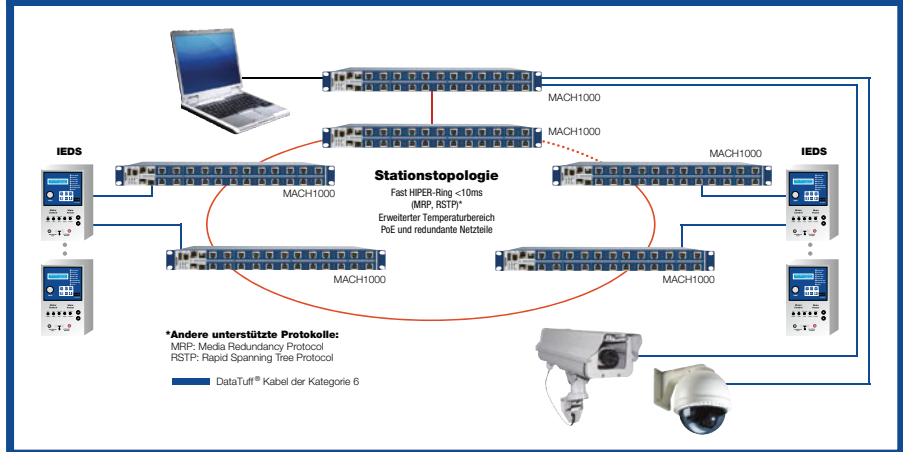 MACH1000
MACH1000
IEDS
MACH1000
IEDS
Stationstopologie
Fast HIPER-Ring <10ms
(MRP, RSTP)*
Erweiterter Temperaturbereich
PoE und redundante Netzteile
MACH1000
MACH1000
MACH1000
*Andere unterstützte Protokolle:
MRP: Media Redundancy Protocol
RSTP: Rapid Spanning Tree Protocol
DataTuff® Kabel der Kategorie 6